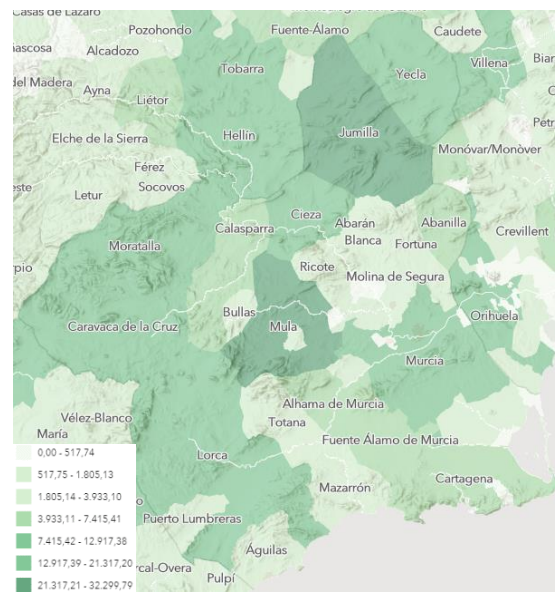 Casas de Lázaro
Pozohondo
Fuente-Álamo
Caudete
Alcadozo
Tobarra
Yecla
Villena
del Madera
Ayna
Liétor
Hellín
Jumilla
Elche de la Sierra
Monóvar/Monòver
Férez
Socovos
Letur
Cieza
Abarán
Abanilla
Calasparra
Blanca
Fortuna
Crevillent
Moratalla
Ricote
Molina de Segura
Bullas
Mula
Orihuela
Caravaca de la Cruz
Murcia
Alhama de Murcia
Vélez-Blanco
Totana
María
Fuente Álamo de Murcia
Lorca
Cartagena
Mazarrón
Puerto Lumbreras
Águilas
Pulpí
0,00 - 517,74
517,75 - 1.805,13
1.805,14 - 3.933,10
3.933,11 - 7.415,41
7.415,42 - 12.917,38
12.917,39 - 21.317,20
21.317,21 - 32.299,79